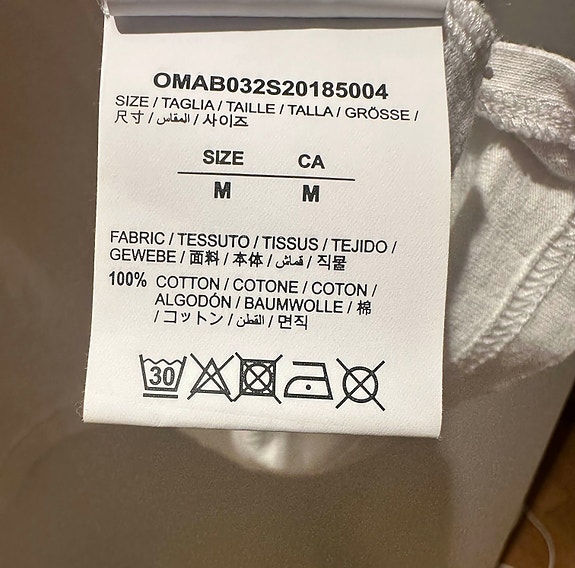 OMAB032S20185004
SIZE / TAGLIA / TAILLE / TALLA / GRÖSSE /
尺寸 / المقاس / 사이즈
SIZE CA
M M
FABRIC / TESSUTO / TISSUS / TEJIDO /
GEWEBE / 面料 / 本体 / قماش / 직물
100% COTTON / COTONE / COTON /
ALGODÓN / BAUMWOLLE / 棉
/ コットン / القطن / 면직
30